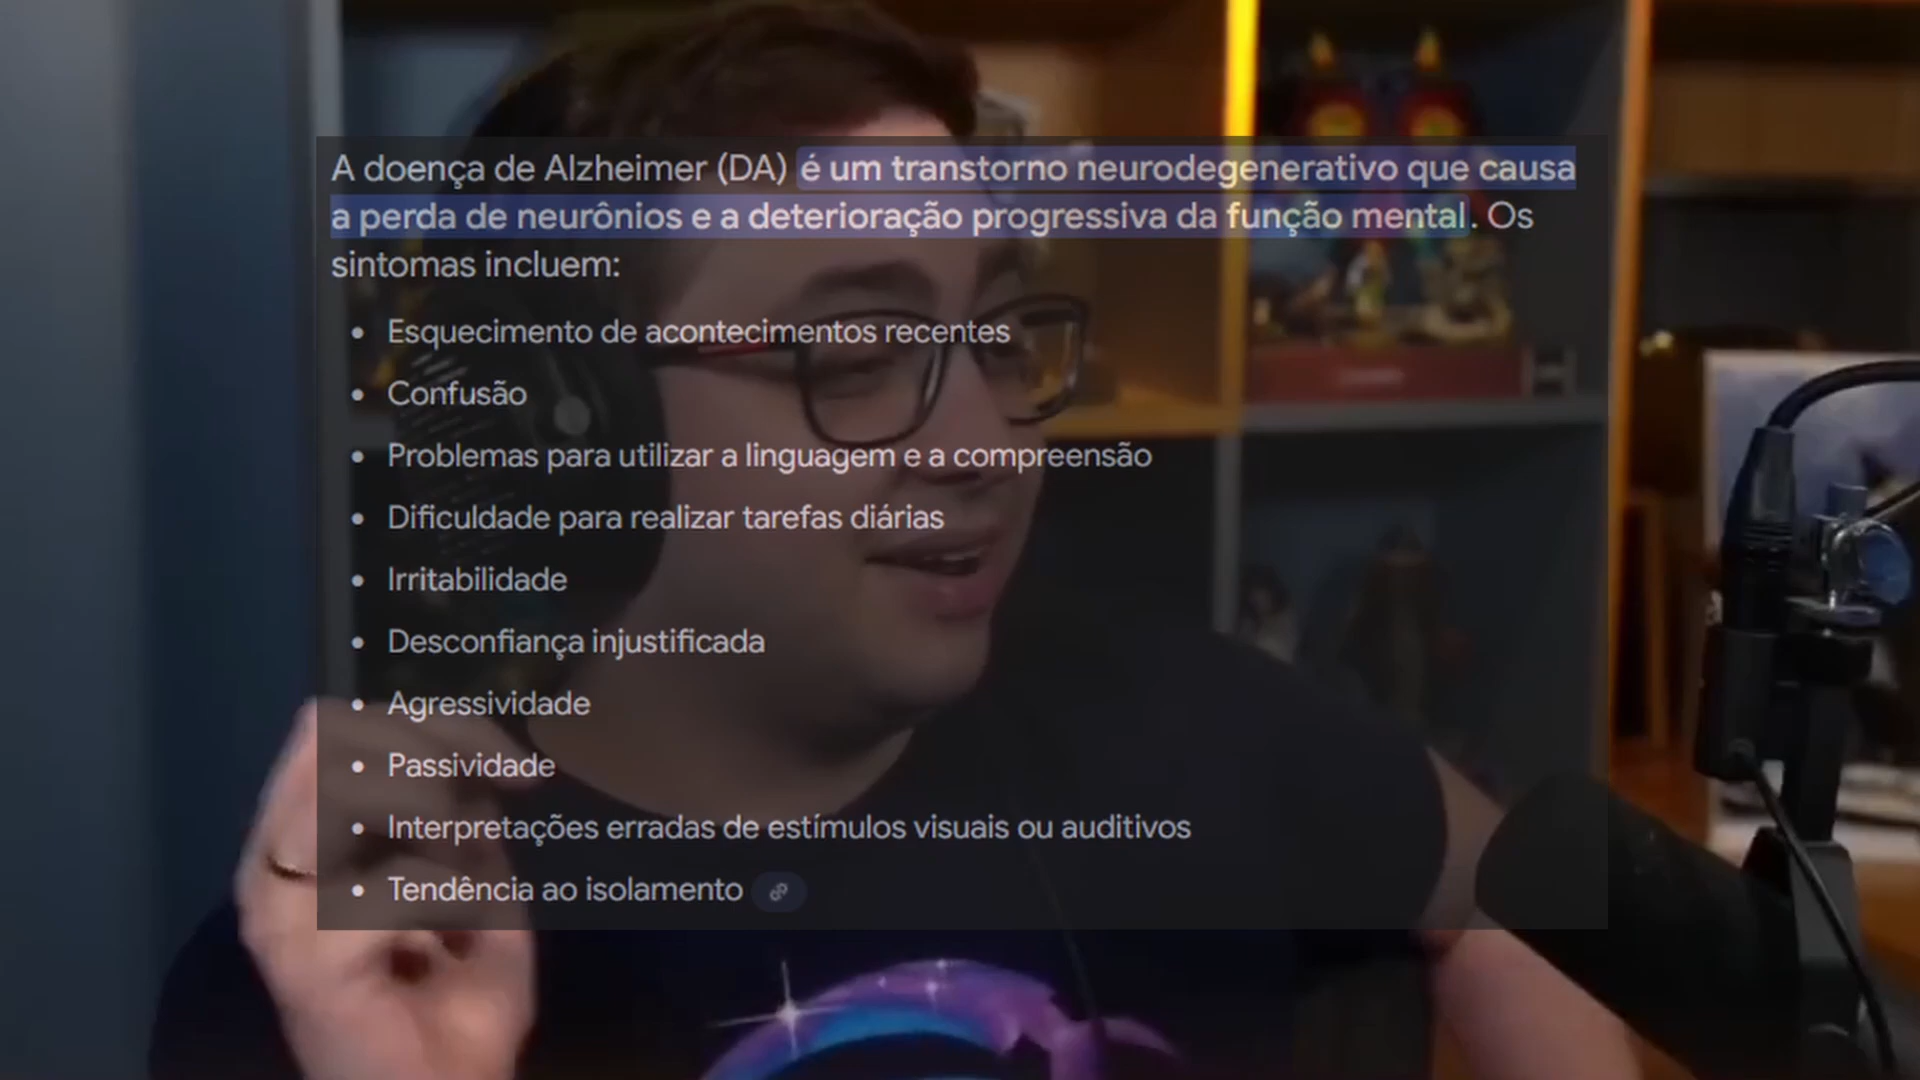 A doença de Alzheimer (DA) é um transtorno neurodegenerativo que causa
a perda de neurônios e a deterioração progressiva da função mental. Os
sintomas incluem:
• Esquecimento de acontecimentos recentes
• Confusão
• Problemas para utilizar a linguagem e a compreensão
• Dificuldade para realizar tarefas diárias
• Irritabilidade
• Desconfiança injustificada
• Agressividade
• Passividade
• Interpretações erradas de estímulos visuais ou auditivos
• Tendência ao isolamento